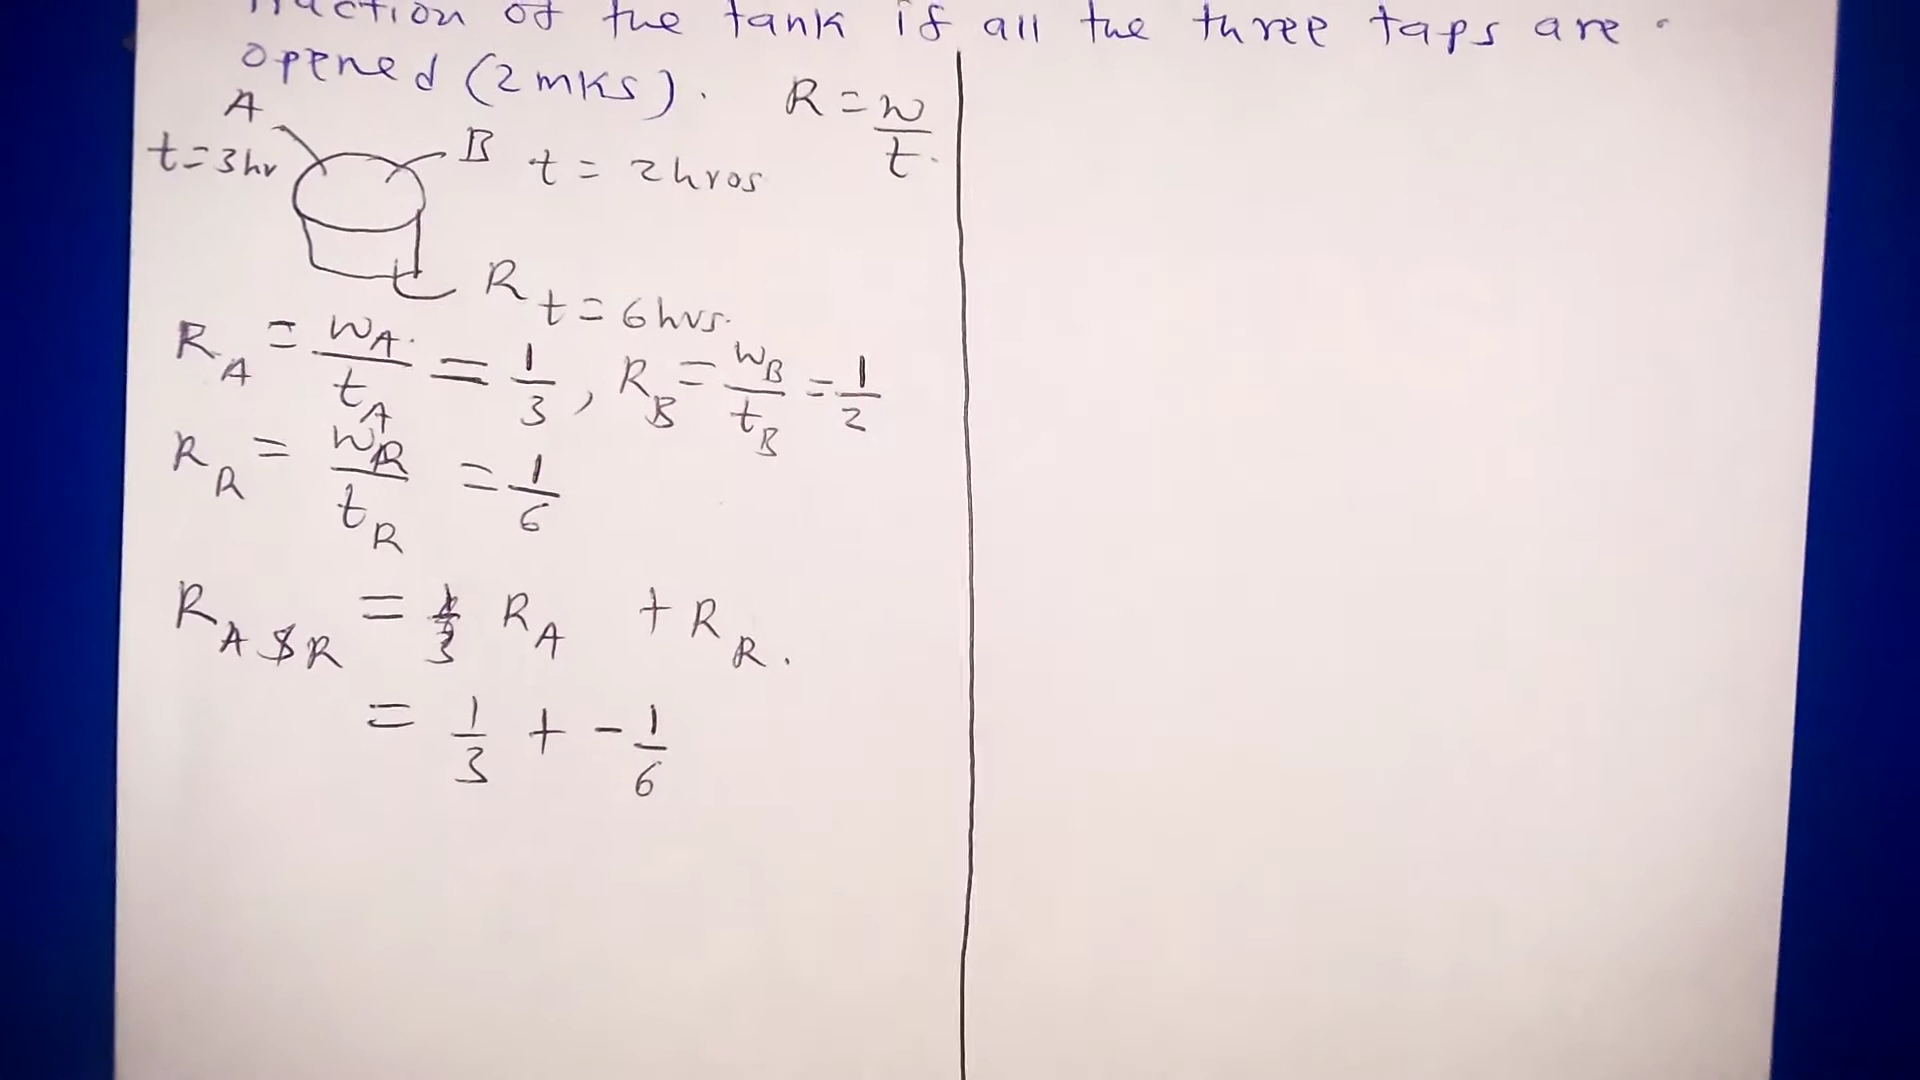 of the tank if all the three taps are
opened (2mks). R = w/t.
A
t = 3hr
B t = 2hros
R t = 6hrs.
R_A = W_A/t_A = 1/3, R_B = W_B/t_B = 1/2
R_R = W_R/t_R = 1/6
R_A $ R = R_A + R_R.
= 1/3 + - 1/6